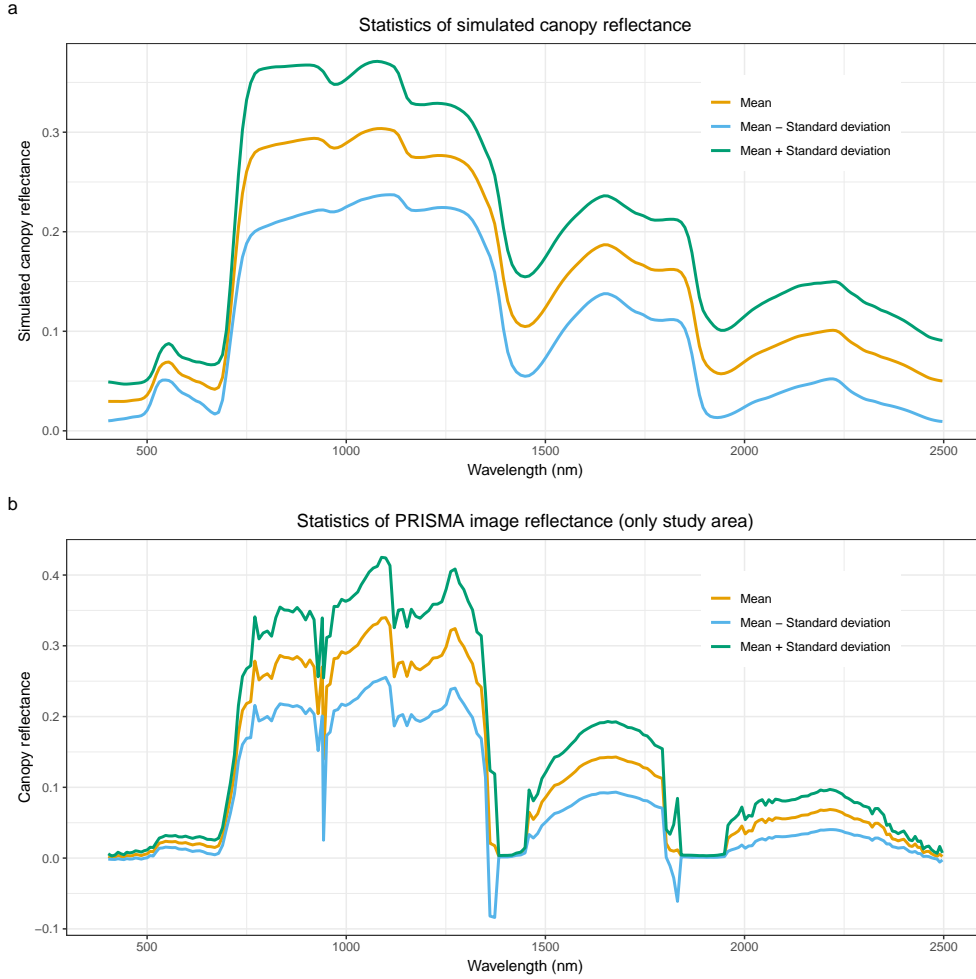 a
Statistics of simulated canopy reflectance
Simulated canopy reflectance
0.3
0.2
0.1
0.0
Mean
Mean − Standard deviation
Mean + Standard deviation
500
1000
1500
2000
2500
Wavelength (nm)
b
Statistics of PRISMA image reflectance (only study area)
Canopy reflectance
0.4
0.3
0.2
0.1
0.0
−0.1
Mean
Mean − Standard deviation
Mean + Standard deviation
500
1000
1500
2000
2500
Wavelength (nm)